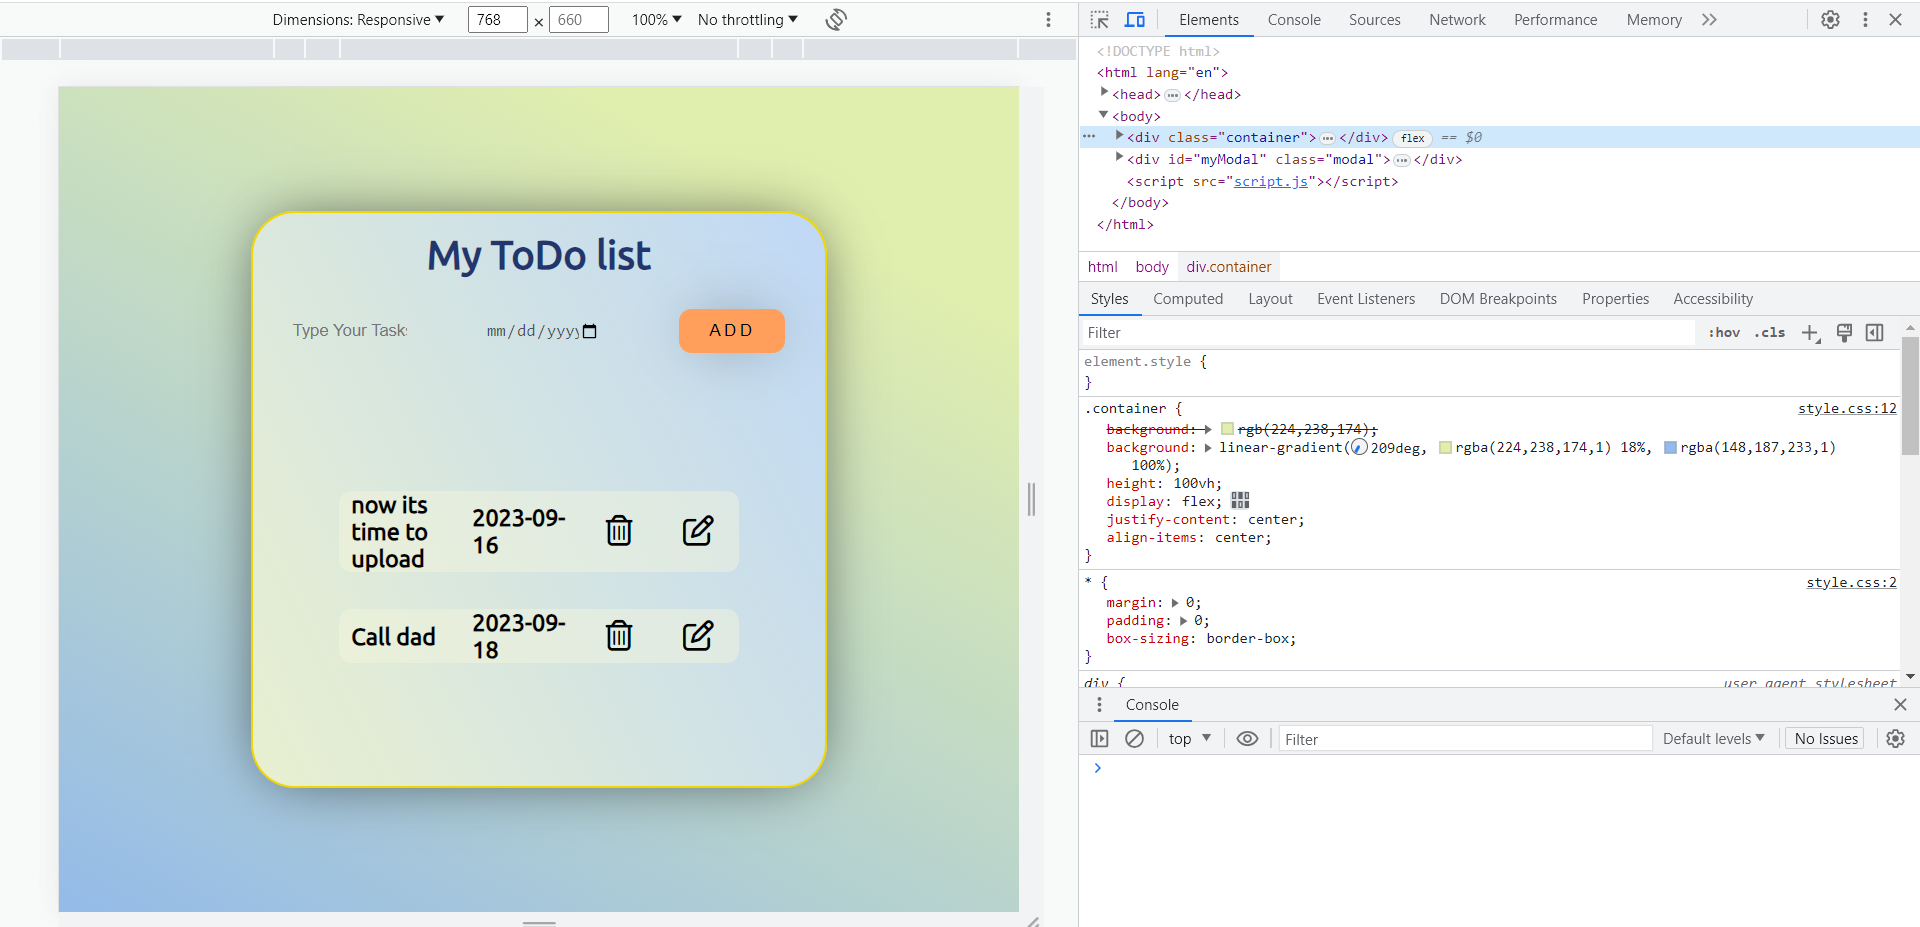 Dimensions: Responsive ▼ 768 × 660 100% ▼ No throttling ▼
My ToDo list
Type Your Task
mm/dd/yyyy
ADD
now its
time to
upload
2023-09-
16
Call dad
2023-09-
18
Elements Console Sources Network Performance Memory
<!DOCTYPE html>
<html lang="en">
<head>…</head>
<body>
… <div class="container">…</div> flex == $0
<div id="myModal" class="modal">…</div>
<script src="script.js"></script>
</body>
</html>
html body div.container
Styles Computed Layout Event Listeners DOM Breakpoints Properties Accessibility
Filter :hov .cls
element.style {
}
.container { style.css:12
background: rgb(224,238,174);
background: linear-gradient(209deg, rgba(224,238,174,1) 18%, rgba(148,187,233,1)
100%);
height: 100vh;
display: flex;
justify-content: center;
align-items: center;
}
* { style.css:2
margin: 0;
padding: 0;
box-sizing: border-box;
}
div { user agent stylesheet
Console
top ▼ Filter Default levels ▼ No Issues